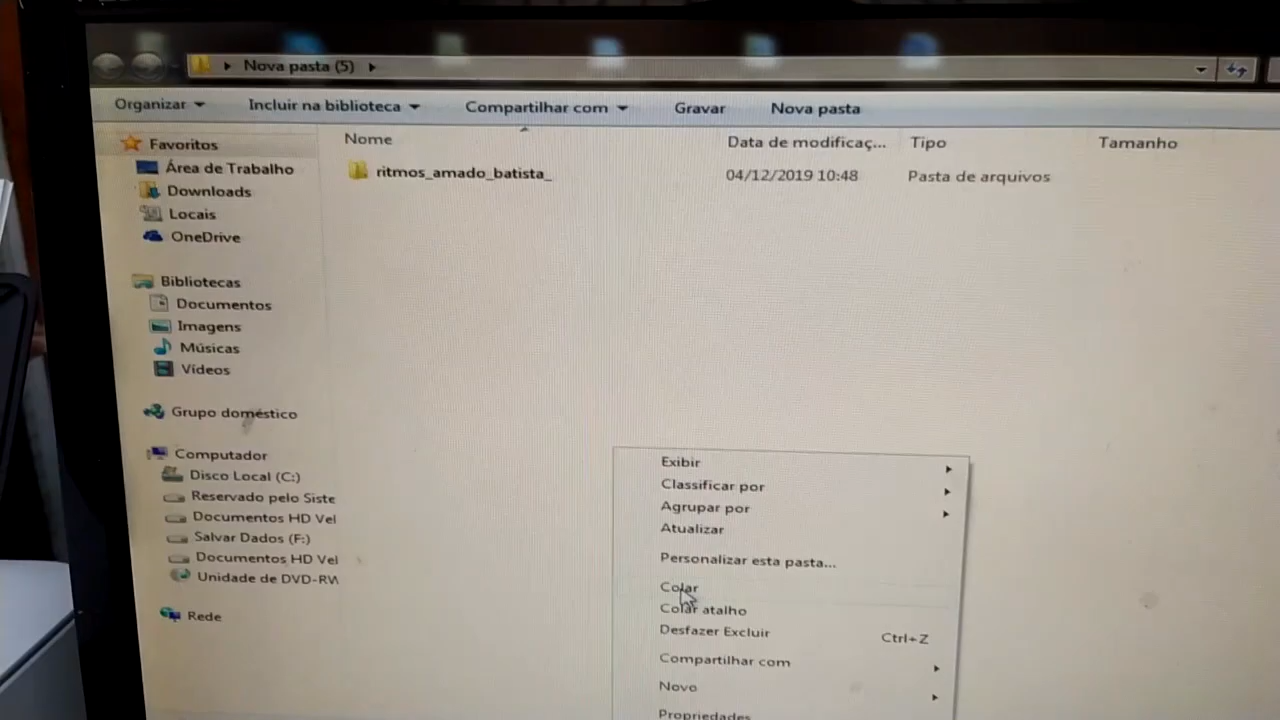 Nova pasta (5)
Organizar
Incluir na biblioteca
Compartilhar com
Gravar
Nova pasta
Nome
Data de modificaç...
Tipo
Tamanho
ritmos_amado_batista_
04/12/2019 10:48
Pasta de arquivos
Favoritos
Área de Trabalho
Downloads
Locais
OneDrive
Bibliotecas
Documentos
Imagens
Músicas
Vídeos
Grupo doméstico
Computador
Disco Local (C:)
Reservado pelo Siste
Documentos HD Vel
Salvar Dados (F:)
Documentos HD Vel
Unidade de DVD-RW
Rede
Exibir
Classificar por
Agrupar por
Atualizar
Personalizar esta pasta...
Colar
Colar atalho
Desfazer Excluir
Ctrl+Z
Compartilhar com
Novo
Propriedades